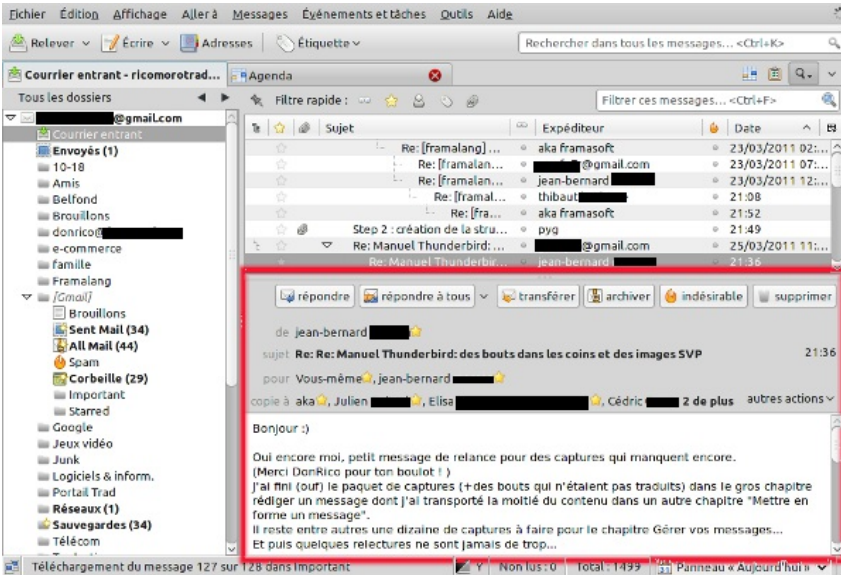 Fichier Édition Affichage Aller à Messages Événements et tâches Outils Aide
Relever Écrire Adresses Étiquette Rechercher dans tous les messages... <Ctrl+K>
Courrier entrant - ricomorotrad... Agenda
Tous les dossiers Filtre rapide : Filtrer ces messages... <Ctrl+F>
@gmail.com
Courrier entrant
Envoyés (1)
10-18
Amis
Belfond
Brouillons
donrico@
e-commerce
famille
Framalang
[Gmail]
Brouillons
Sent Mail (34)
All Mail (44)
Spam
Corbeille (29)
Important
Starred
Google
Jeux vidéo
Junk
Logiciels & inform.
Portail Trad
Réseaux (1)
Sauvegardes (34)
Télécom
Sujet Expéditeur Date
Re: [framalang] ... aka framasoft 23/03/2011 02:...
Re: [framalan... @gmail.com 23/03/2011 07:...
Re: [framalan... jean-bernard 23/03/2011 12:...
Re: [framal... thibaut 21:08
Re: [fra... aka framasoft 21:52
Step 2 : création de la stru... pyg 21:49
Re: Manuel Thunderbird: ... @gmail.com 25/03/2011 11:...
Re: Manuel Thunderbir... jean-bernard 21:36
répondre répondre à tous transférer archiver indésirable supprimer
de jean-bernard
sujet Re: Re: Manuel Thunderbird: des bouts dans les coins et des images SVP 21:36
pour Vous-même, jean-bernard
copie à aka, Julien , Elisa , Cédric 2 de plus autres actions
Bonjour :)
Oui encore moi, petit message de relance pour des captures qui manquent encore.
(Merci DonRico pour ton boulot ! )
J'ai fini (ouf) le paquet de captures (+des bouts qui n'étaient pas traduits) dans le gros chapitre
rédiger un message dont j'ai transporté la moitié du contenu dans un autre chapitre "Mettre en
forme un message".
Il reste entre autres une dizaine de captures à faire pour le chapitre Gérer vos messages...
Et puis quelques relectures ne sont jamais de trop...
Téléchargement du message 127 sur 128 dans Important Non lus : 0 Total : 1499 Panneau « Aujourd'hui »